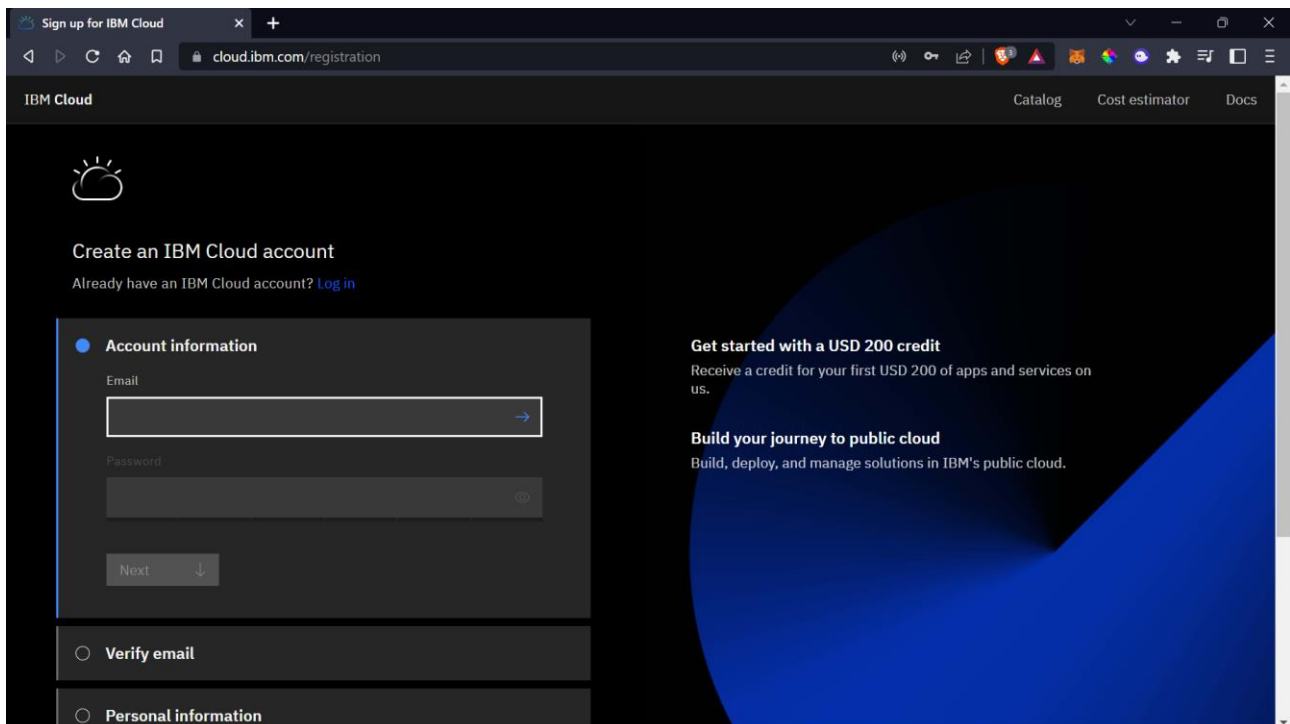 Sign up for IBM Cloud
cloud.ibm.com/registration
3
IBM Cloud
Catalog
Cost estimator
Docs
Create an IBM Cloud account
Already have an IBM Cloud account? Log in
Account information
Email
Password
Next
Verify email
Personal information
Get started with a USD 200 credit
Receive a credit for your first USD 200 of apps and services on
us.
Build your journey to public cloud
Build, deploy, and manage solutions in IBM's public cloud.